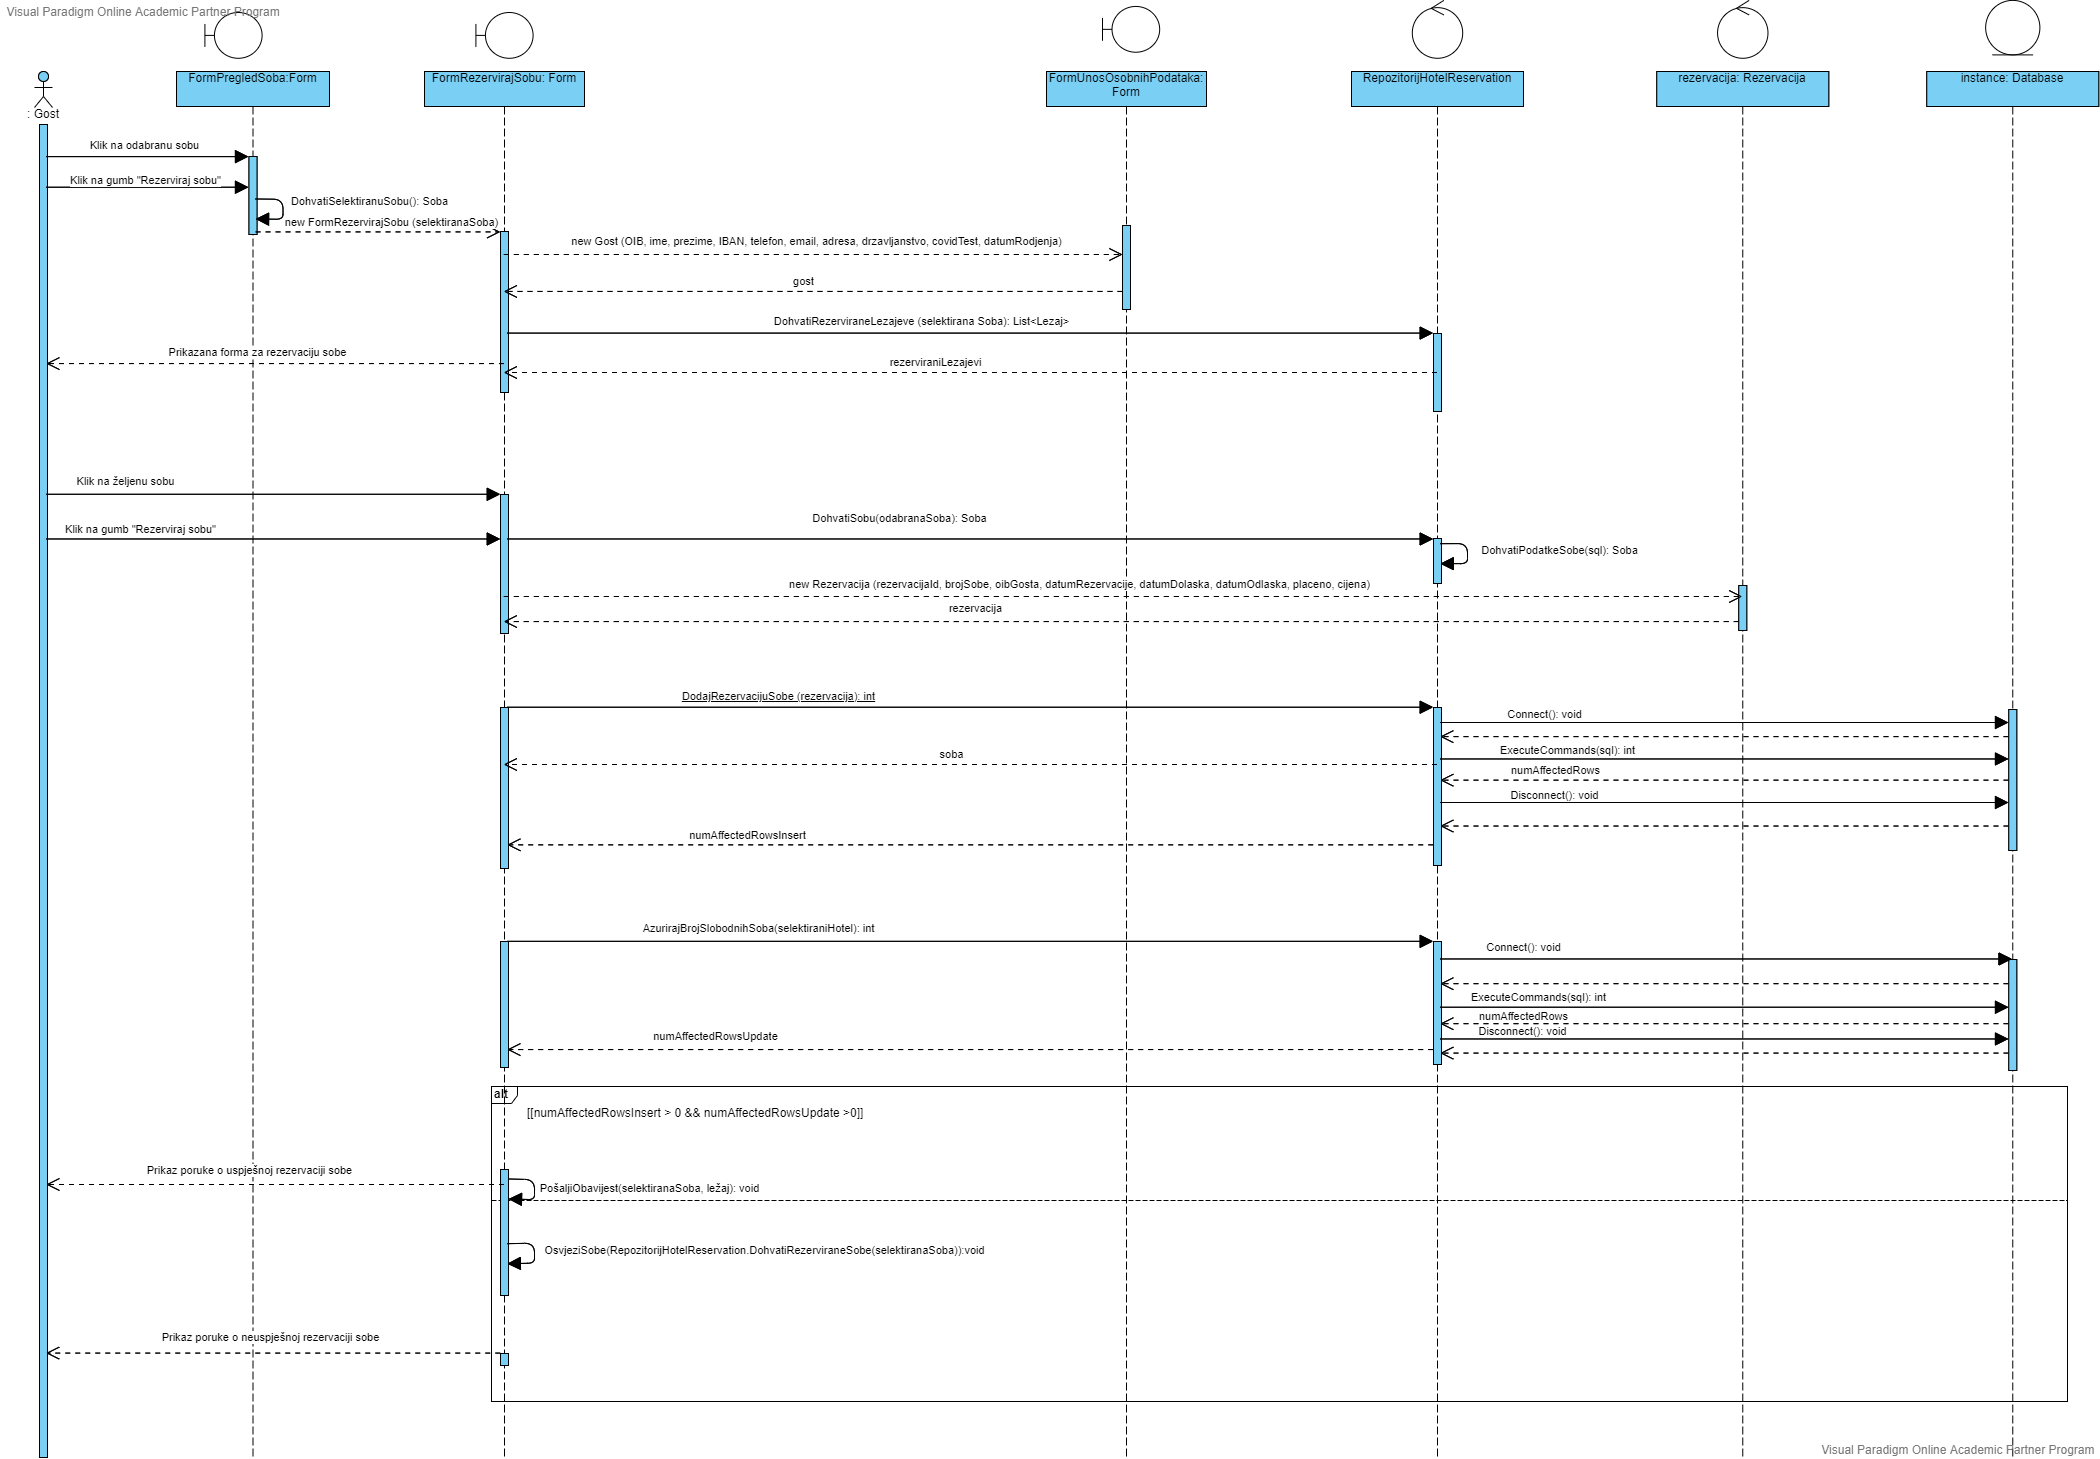 Visual Paradigm Online Academic Partner Program
: Gost
FormPregledSoba:Form
FormRezervirajSobu: Form
FormUnosOsobnihPodataka:
Form
RepozitorijHotelReservation
rezervacija: Rezervacija
instance: Database
Klik na odabranu sobu
Klik na gumb "Rezerviraj sobu"
DohvatiSelektiranuSobu(): Soba
new FormRezervirajSobu (selektiranaSoba)
new Gost (OIB, ime, prezime, IBAN, telefon, email, adresa, drzavljanstvo, covidTest, datumRodjenja)
gost
DohvatiRezerviraneLezajeve (selektirana Soba): List<Lezaj>
Prikazana forma za rezervaciju sobe
rezerviraniLezajevi
Klik na željenu sobu
Klik na gumb "Rezerviraj sobu"
DohvatiSobu(odabranaSoba): Soba
DohvatiPodatkeSobe(sql): Soba
new Rezervacija (rezervacijaId, brojSobe, oibGosta, datumRezervacije, datumDolaska, datumOdlaska, placeno, cijena)
rezervacija
DodajRezervacijuSobe (rezervacija): int
Connect(): void
soba
ExecuteCommands(sql): int
numAffectedRows
Disconnect(): void
numAffectedRowsInsert
AzurirajBrojSlobodnihSoba(selektiraniHotel): int
Connect(): void
ExecuteCommands(sql): int
numAffectedRows
Disconnect(): void
numAffectedRowsUpdate
alt
[[numAffectedRowsInsert > 0 && numAffectedRowsUpdate >0]]
Prikaz poruke o uspješnoj rezervaciji sobe
PošaljiObavijest(selektiranaSoba, ležaj): void
OsvjeziSobe(RepozitorijHotelReservation.DohvatiRezerviraneSobe(selektiranaSoba)):void
Prikaz poruke o neuspješnoj rezervaciji sobe
Visual Paradigm Online Academic Partner Program